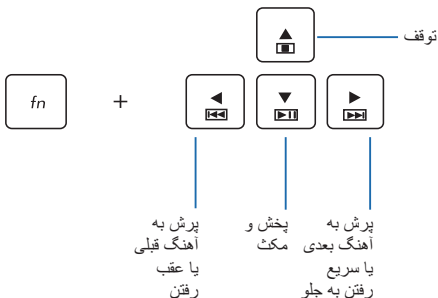 توقف
fn +
پرش به آهنگ قبلی یا عقب رفتن
پخش و مکث
پرش به آهنگ بعدی یا سریع رفتن به جلو